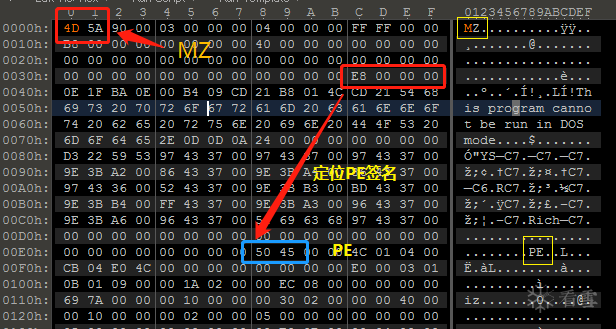 Run Script Run Template
0 1 2 3 4 5 6 7 8 9 A B C D E F 0123456789ABCDEF
0000h: 4D 5A 90 00 03 00 00 00 04 00 00 00 FF FF 00 00 MZ..........ÿÿ..
MZ
0010h: 00 00 00 00 00 00 00 40 00 00 00 00 00 00 00 ........@.......
0020h: 00 00 00 00 00 00 00 00 00 00 00 00 00 00 00 00 ................
0030h: 00 00 00 00 00 00 00 00 00 00 00 00 E8 00 00 00 ............è...
0040h: 0E 1F BA 0E 00 B4 09 CD 21 B8 01 4C CD 21 54 68 ..º..´.Í!¸.LÍ!Th
0050h: 69 73 20 70 72 6F 67 72 61 6D 20 63 61 6E 6E 6F is program canno
0060h: 74 20 62 65 20 72 75 6E 20 69 6E 20 44 4F 53 20 t be run in DOS
0070h: 6D 6F 64 65 2E 0D 0D 0A 24 00 00 00 00 00 00 00 mode....$.......
0080h: D3 22 59 53 97 43 37 00 97 43 37 00 97 43 37 00 Ó"YS—C7.—C7.—C7.
定位PE签名
0090h: 9E 3B A2 00 86 43 37 00 9E 3B 97 43 37 00 ž;¢.†C7.ž;¤.†C7.
00A0h: 97 43 36 00 52 43 37 00 9E 3B B3 00 BD 43 37 00 —C6.RC7.ž;³.½C7.
00B0h: 9E 3B B4 00 FF 43 37 00 9E 3B A3 00 96 43 37 00 ž;´.ÿC7.ž;£.–C7.
00C0h: 9E 3B A6 00 96 43 37 00 69 63 68 97 43 37 00 ž;¦.–C7.Rich—C7.
00D0h: 00 00 00 00 00 00 00 00 00 00 00 00 00 00 00 00 ................
00E0h: 00 00 00 00 00 00 00 00 50 45 00 PE 4C 01 04 00 ........PE..L...
00F0h: CB 04 E0 4C 00 00 00 00 00 00 00 00 E0 00 03 01 Ë.àL........à...
0100h: 0B 01 09 00 00 1A 02 00 00 EC 08 00 00 00 00 00 .........ì......
0110h: 69 7A 00 00 00 10 00 00 00 30 02 00 00 00 40 00 iz.......0....@.
0120h: 00 10 00 00 00 02 00 00 05 00 00 00 00 00 00 00 ................
看雪